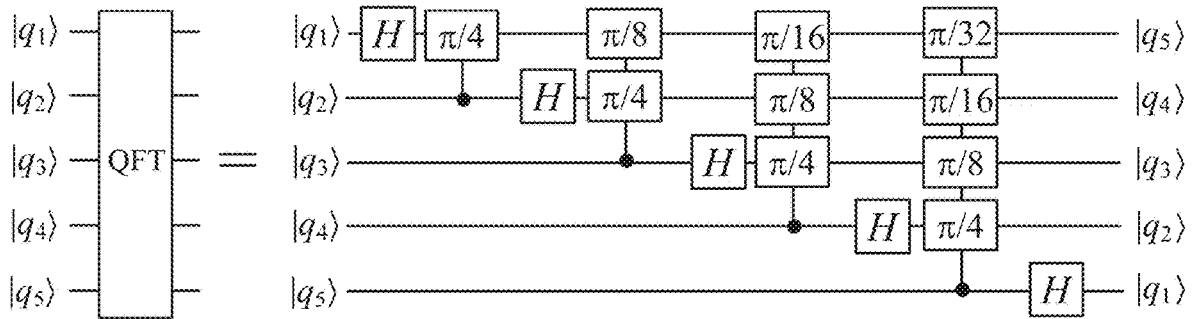 |q₁⟩ |q₁⟩ H π/4 π/8 π/16 π/32 |q₅⟩
|q₂⟩ |q₂⟩ H π/4 π/8 π/16 |q₄⟩
|q₃⟩ QFT = |q₃⟩ H π/4 π/8 |q₃⟩
|q₄⟩ |q₄⟩ H π/4 |q₂⟩
|q₅⟩ |q₅⟩ H |q₁⟩